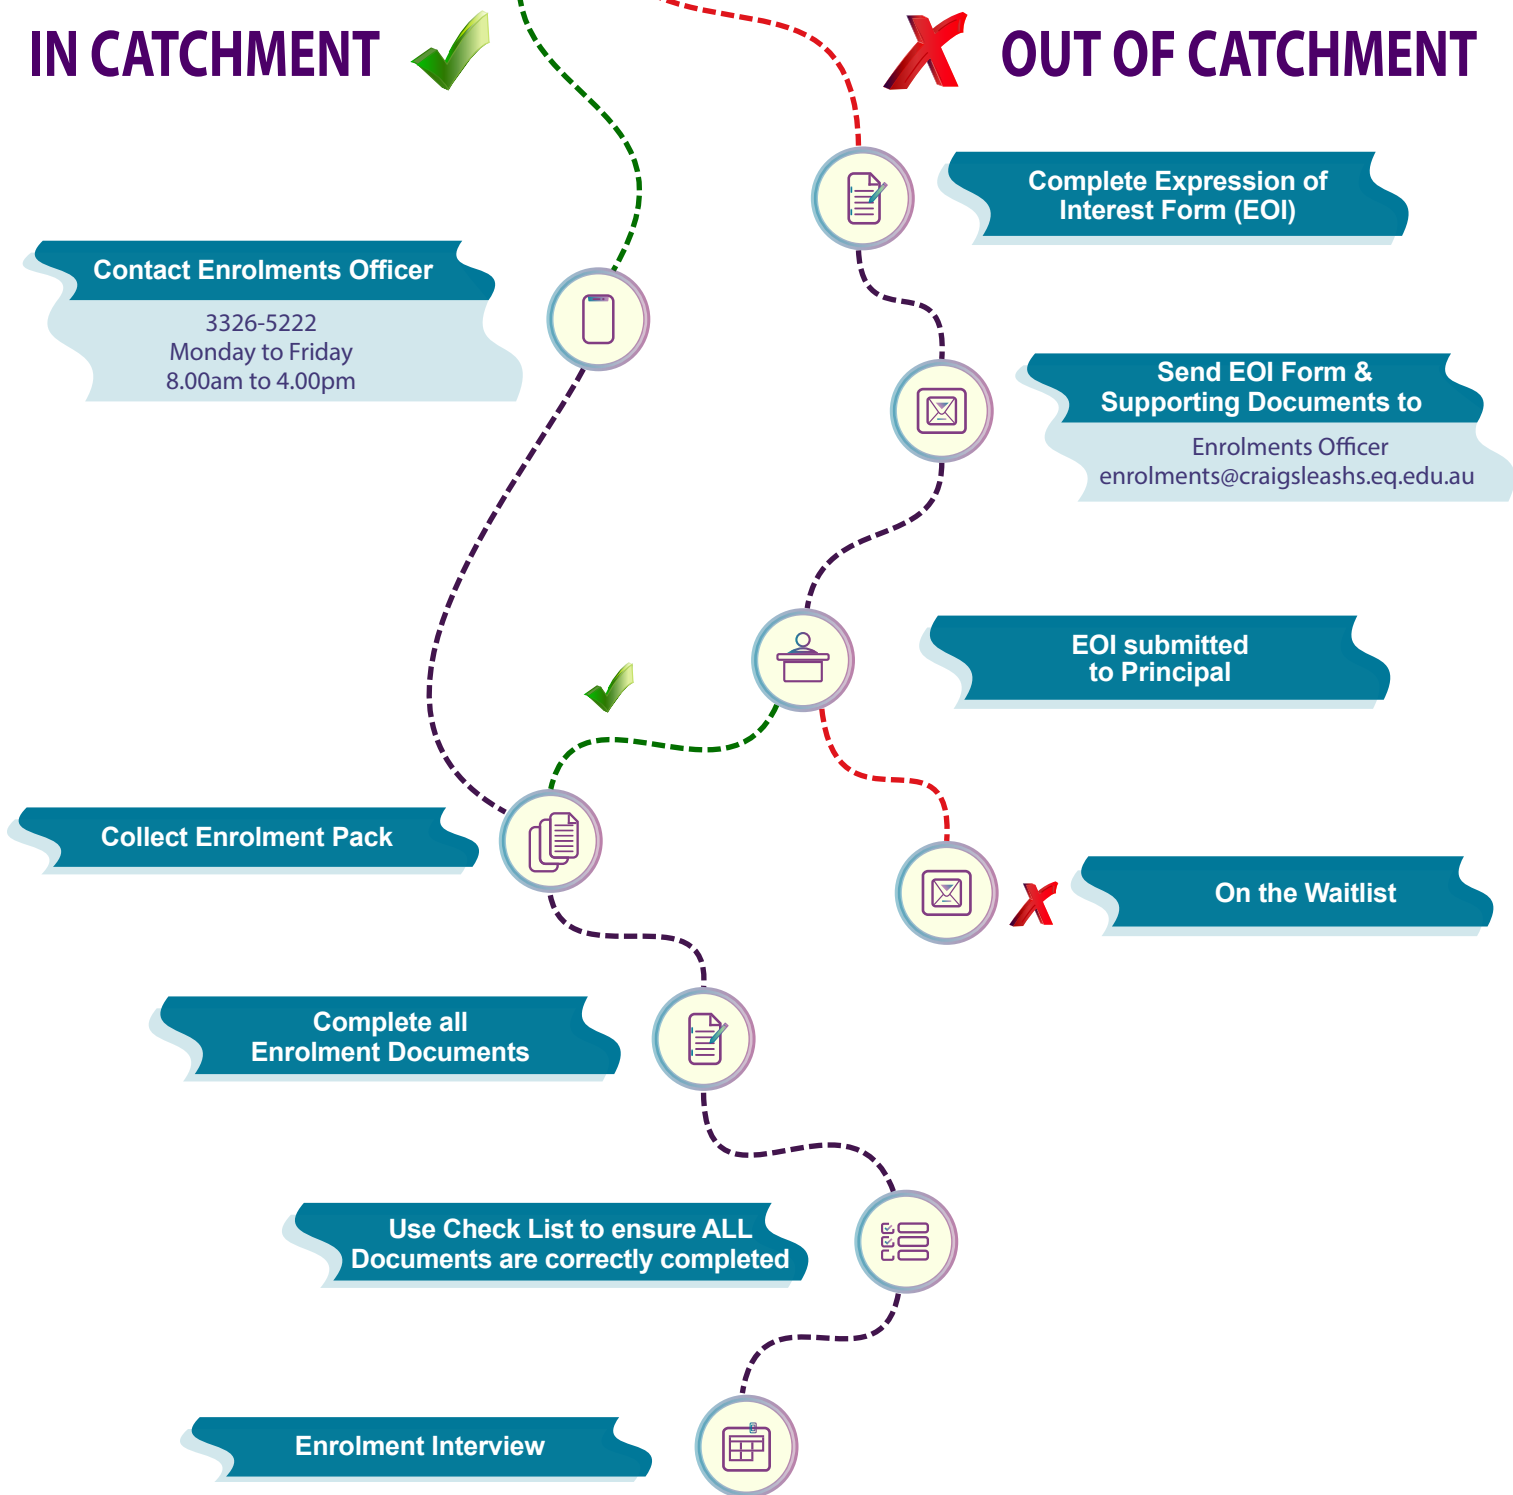 IN CATCHMENT
OUT OF CATCHMENT
Complete Expression of
Interest Form (EOI)
Contact Enrolments Officer
3326-5222
Monday to Friday
8.00am to 4.00pm
Send EOI Form &
Supporting Documents to
Enrolments Officer
enrolments@craigsleashs.eq.edu.au
EOI submitted
to Principal
Collect Enrolment Pack
On the Waitlist
Complete all
Enrolment Documents
Use Check List to ensure ALL
Documents are correctly completed
Enrolment Interview